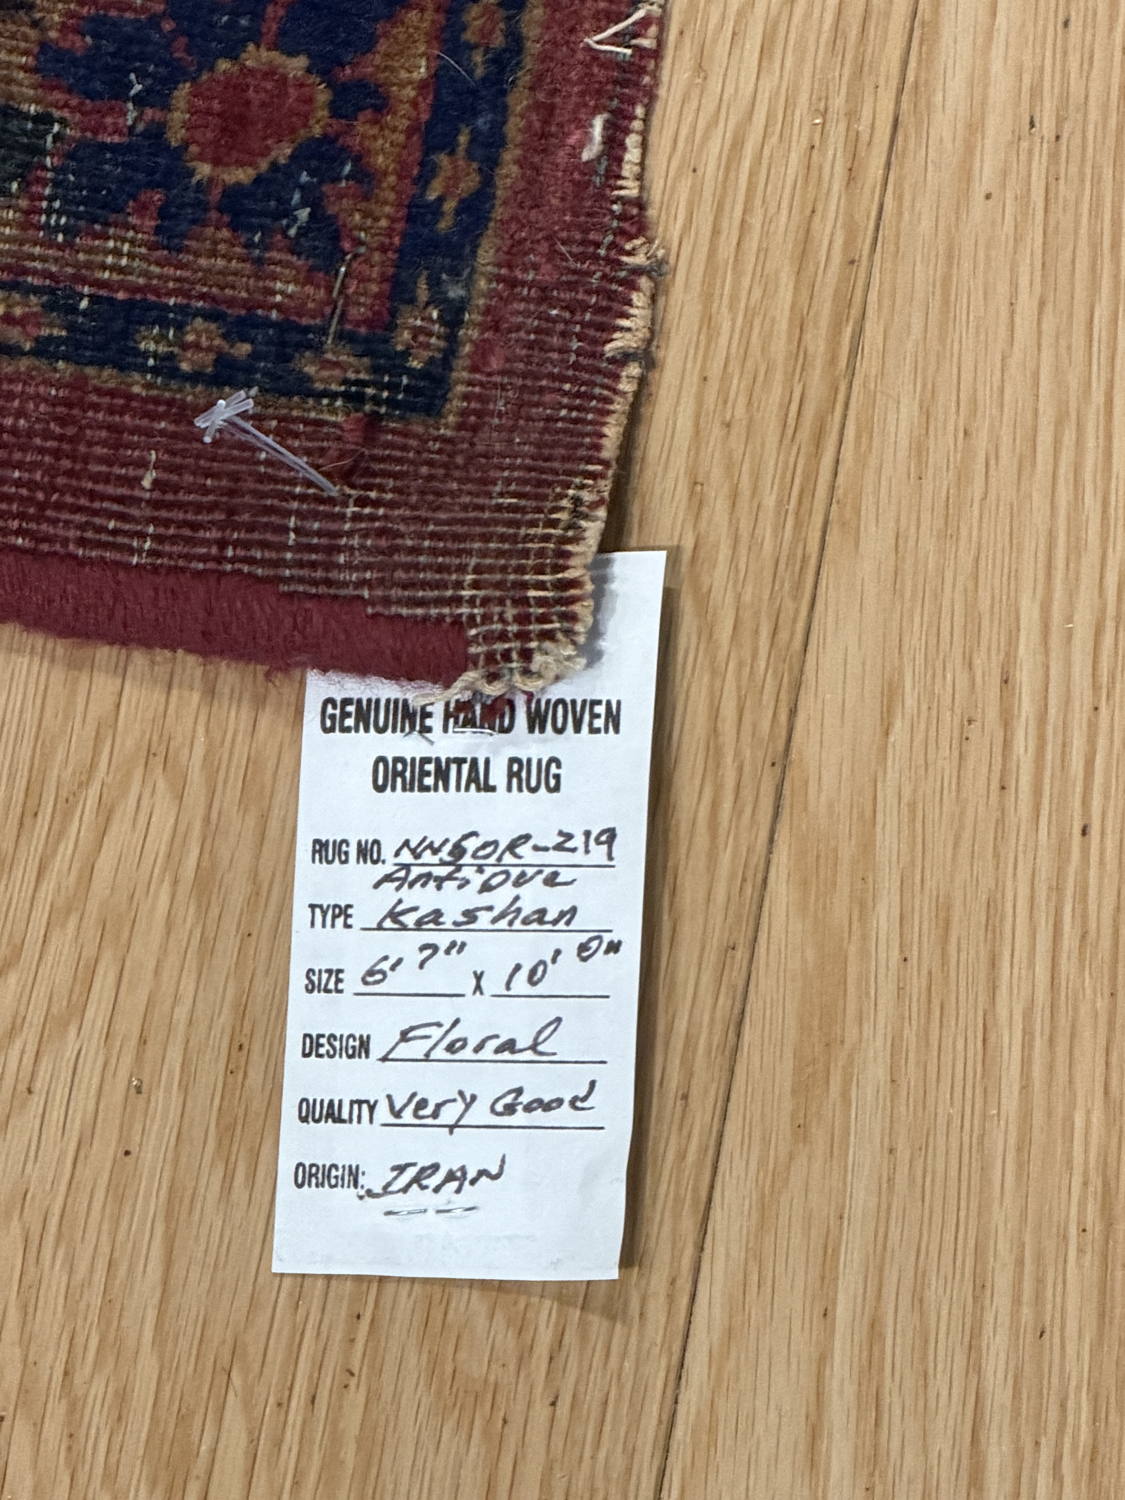 GENUINE HAND WOVEN
ORIENTAL RUG
RUG NO. NN50R-219
Antique
TYPE Kashan
SIZE 6' 7" X 10' 0"
DESIGN Floral
QUALITY Very Good
ORIGIN: IRAN